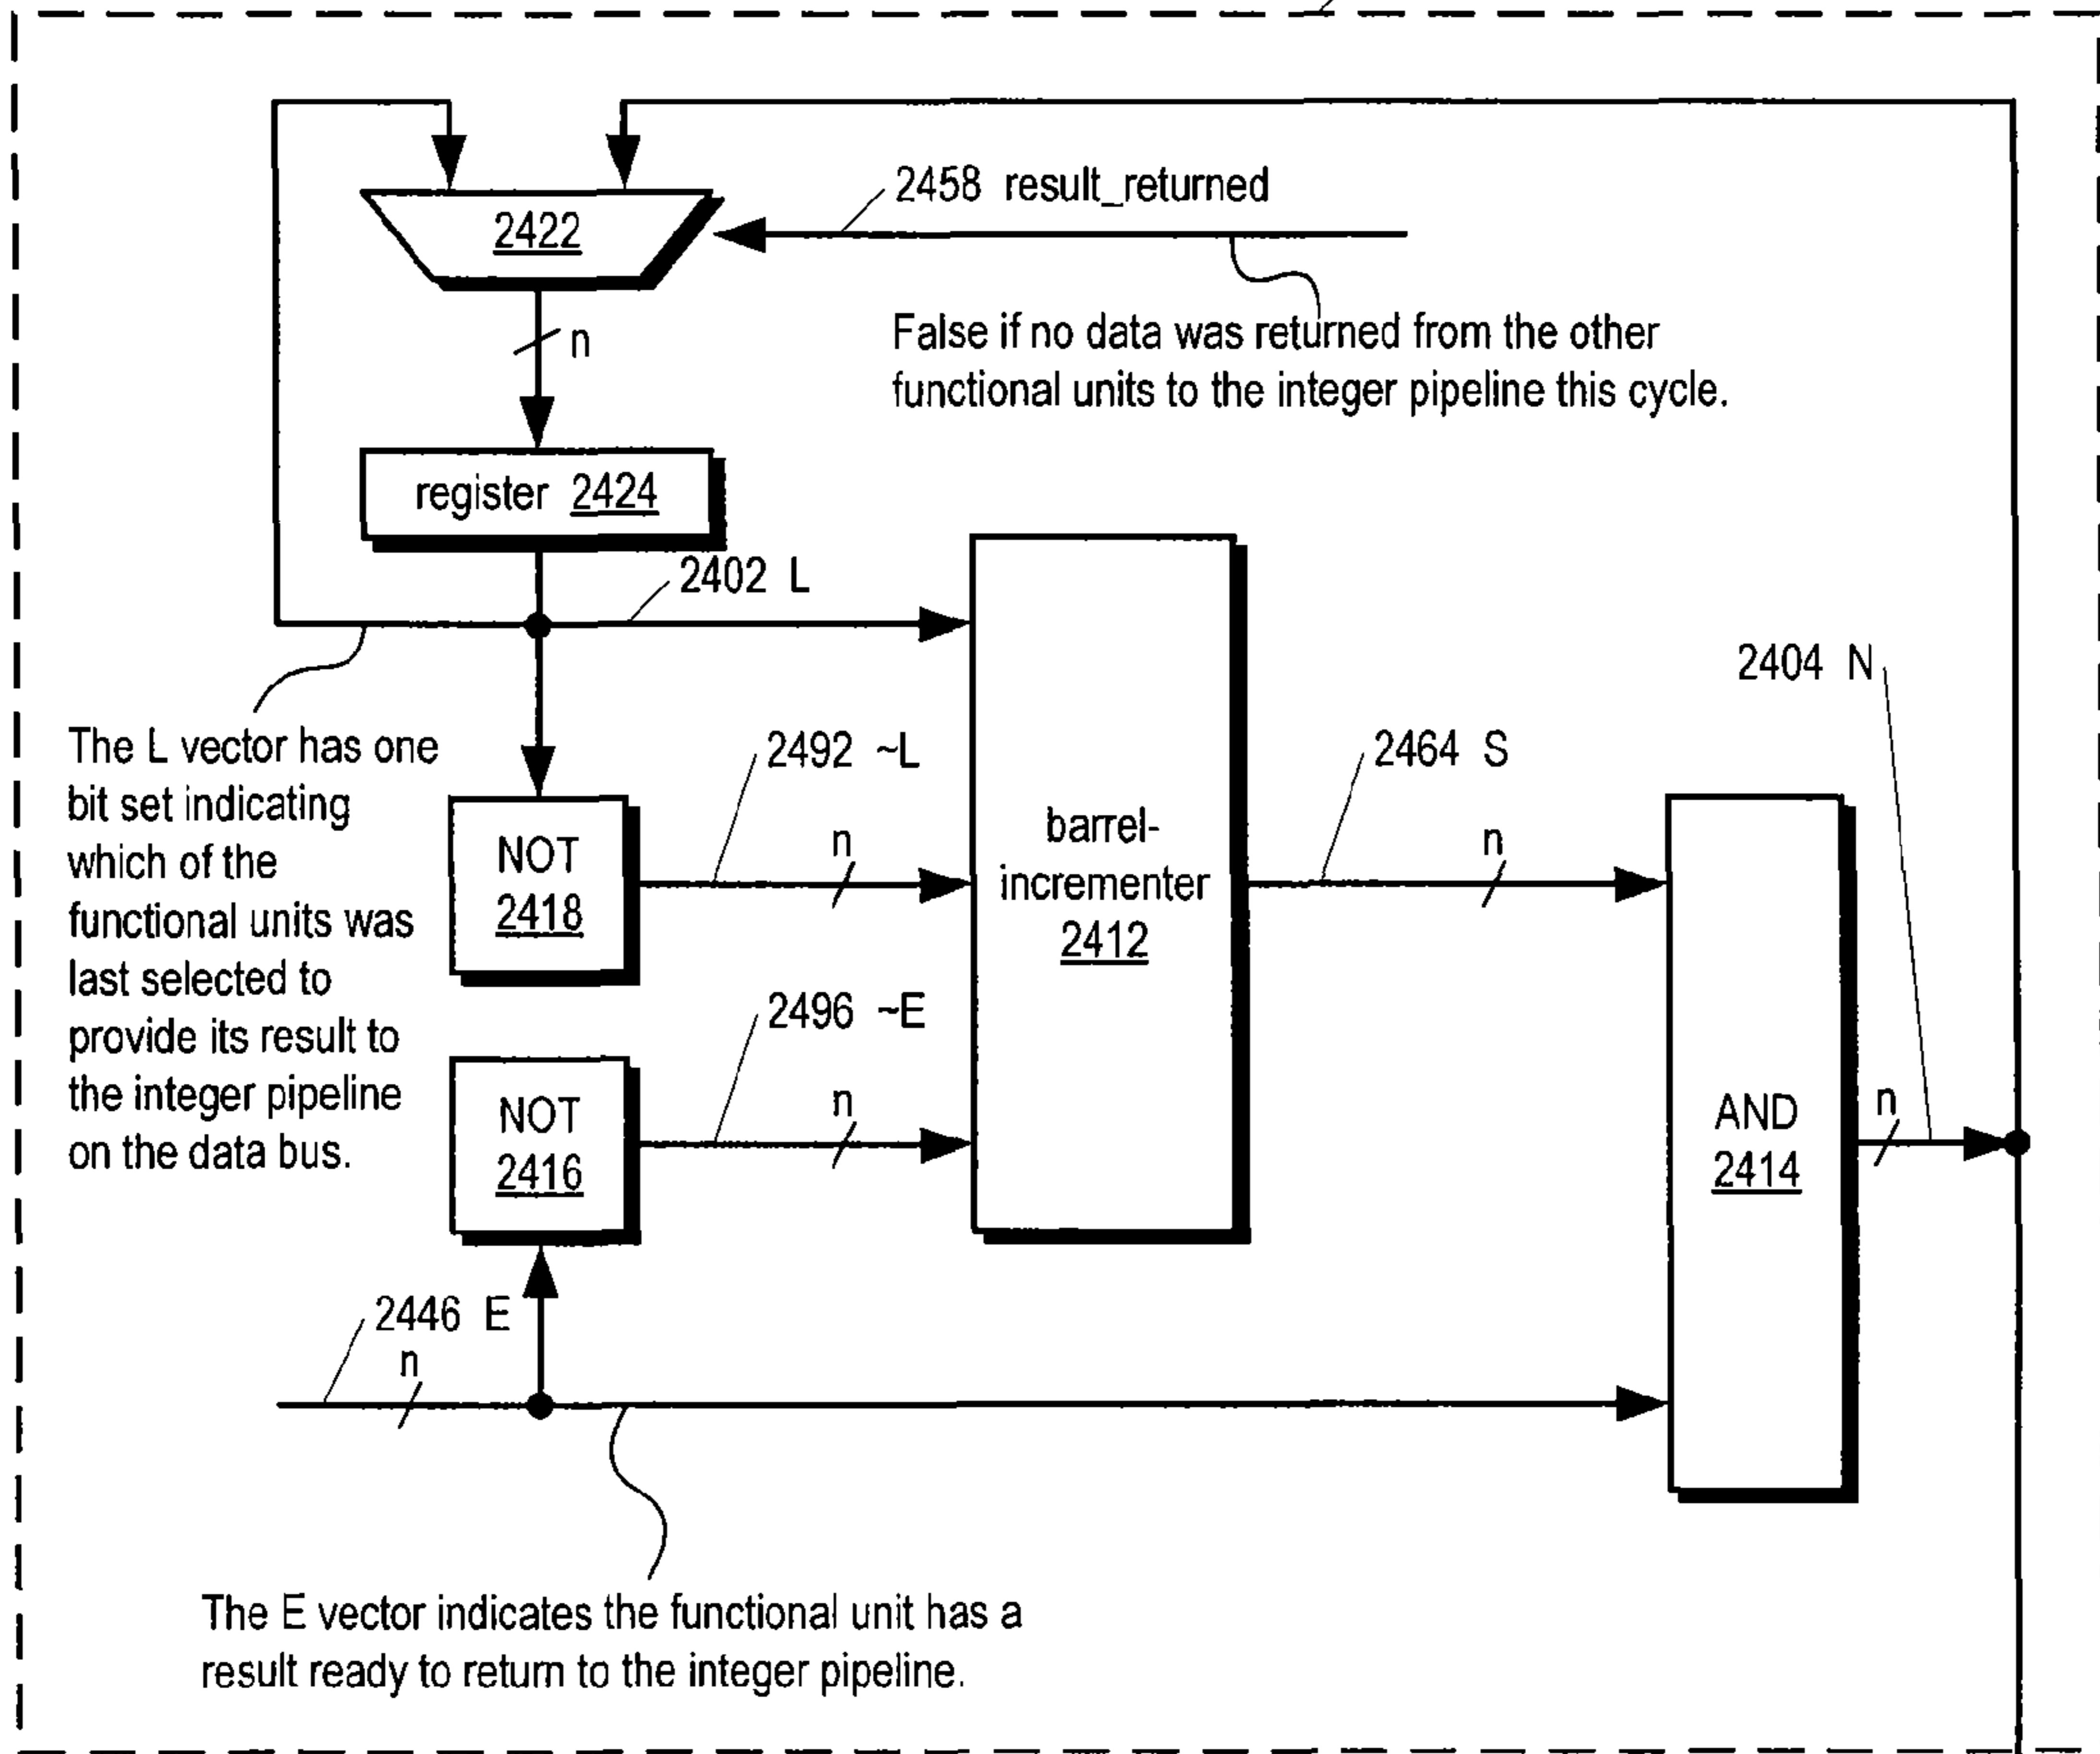 2422
2458 result_returned
n
False if no data was returned from the other
functional units to the integer pipeline this cycle.
register 2424
2402 L
2404 N
The L vector has one
bit set indicating
which of the
functional units was
last selected to
provide its result to
the integer pipeline
on the data bus.
2492 ~L
2464 S
NOT
2418
n
barrel-
incrementer
2412
n
2496 ~E
NOT
2416
n
AND
2414
n
2446 E
n
The E vector indicates the functional unit has a
result ready to return to the integer pipeline.